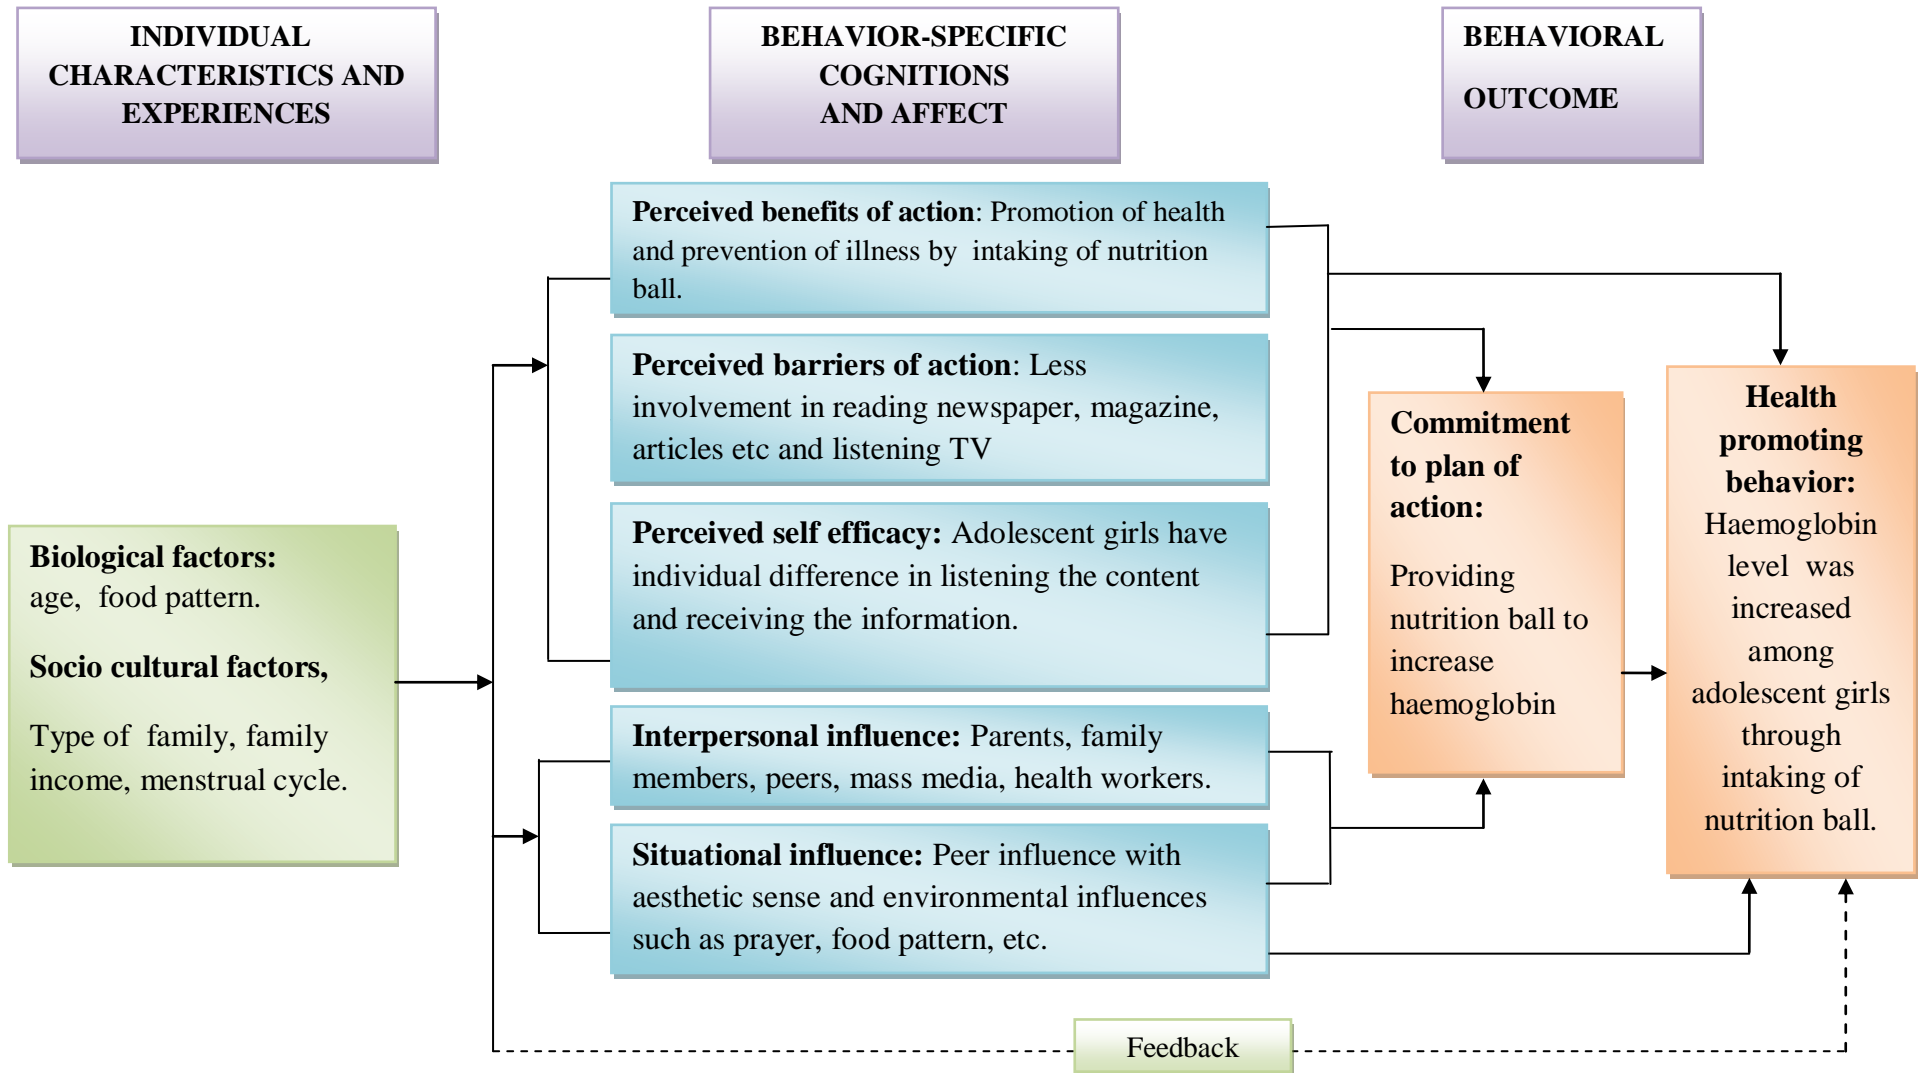 INDIVIDUAL
CHARACTERISTICS AND
EXPERIENCES
BEHAVIOR-SPECIFIC
COGNITIONS
AND AFFECT
BEHAVIORAL
OUTCOME
Biological factors:
age, food pattern.
Socio cultural factors,
Type of family, family
income, menstrual cycle.
Perceived benefits of action: Promotion of health
and prevention of illness by intaking of nutrition
ball.
Perceived barriers of action: Less
involvement in reading newspaper, magazine,
articles etc and listening TV
Perceived self efficacy: Adolescent girls have
individual difference in listening the content
and receiving the information.
Interpersonal influence: Parents, family
members, peers, mass media, health workers.
Situational influence: Peer influence with
aesthetic sense and environmental influences
such as prayer, food pattern, etc.
Commitment
to plan of
action:
Providing
nutrition ball to
increase
haemoglobin
Health
promoting
behavior:
Haemoglobin
level was
increased
among
adolescent girls
through
intaking of
nutrition ball.
Feedback